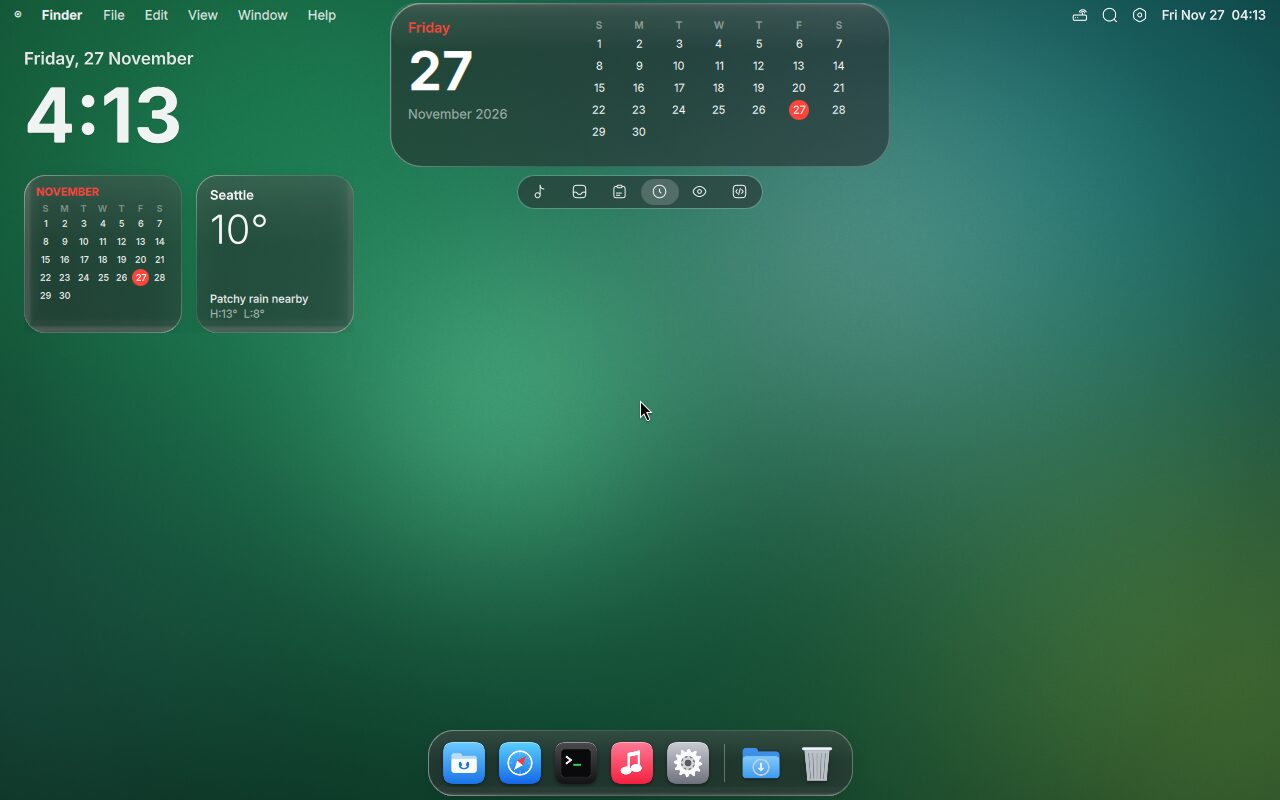 Finder File Edit View Window Help
Fri Nov 27 04:13
Friday
27
November 2026
S M T W T F S
1 2 3 4 5 6 7
8 9 10 11 12 13 14
15 16 17 18 19 20 21
22 23 24 25 26 27 28
29 30
Friday, 27 November
4:13
NOVEMBER
S M T W T F S
1 2 3 4 5 6 7
8 9 10 11 12 13 14
15 16 17 18 19 20 21
22 23 24 25 26 27 28
29 30
Seattle
10°
Patchy rain nearby
H:13° L:8°